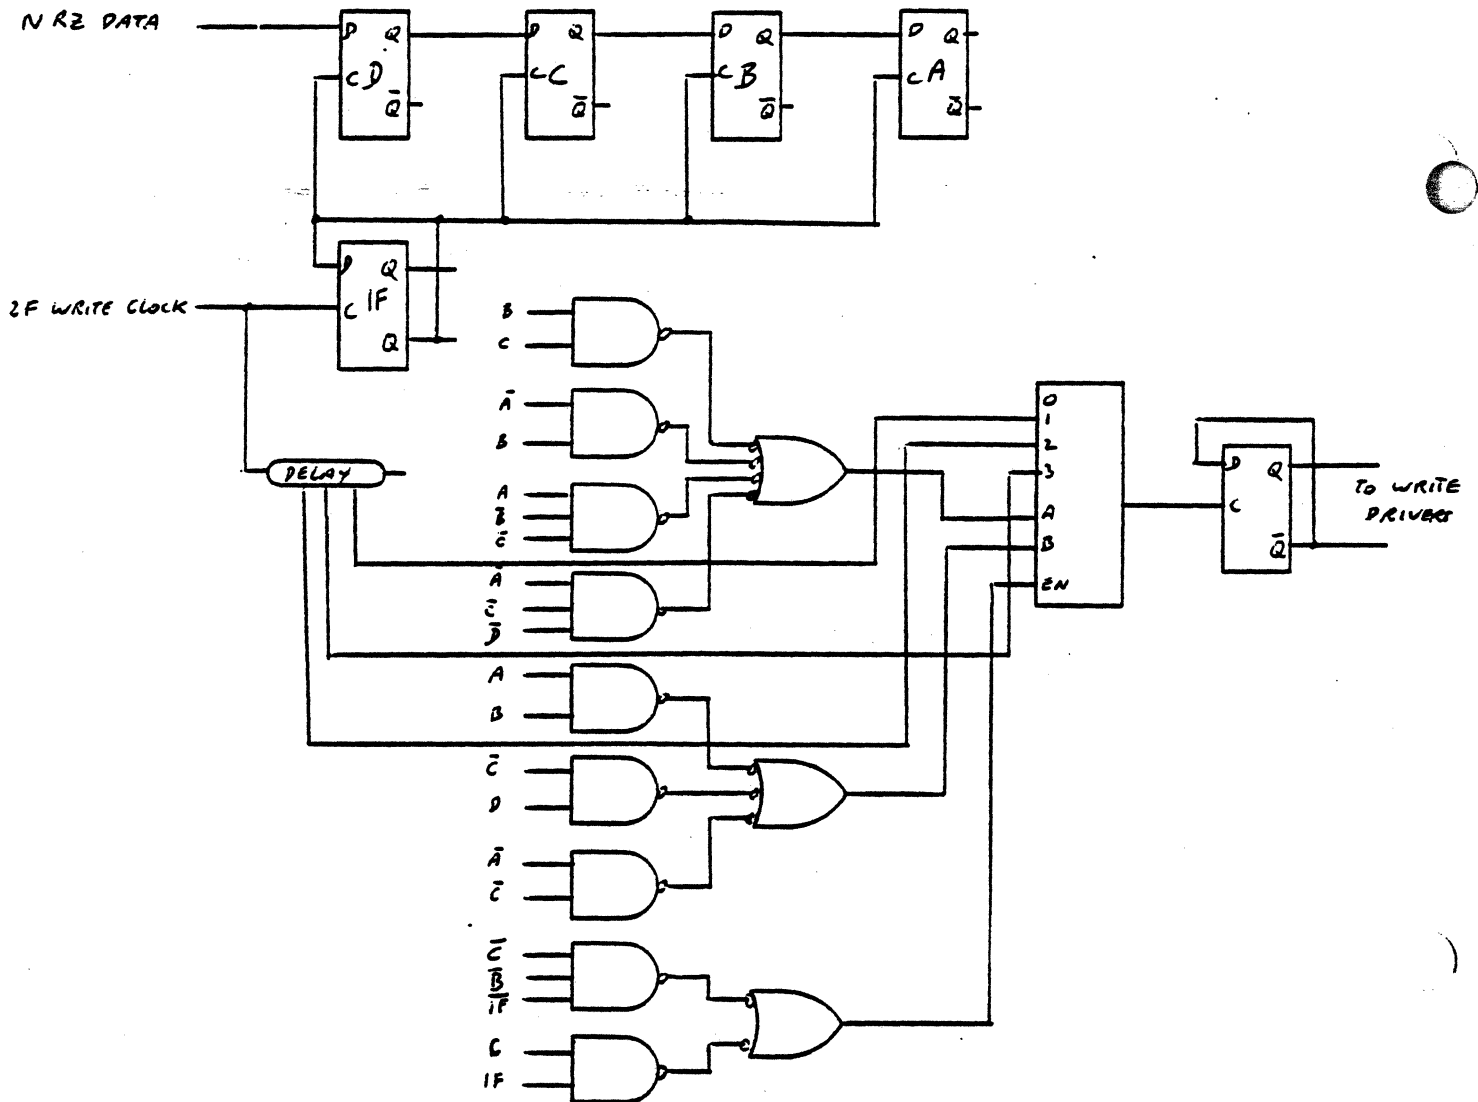 N RZ DATA
D Q
C D
Q̄
D Q
C C
Q̄
D Q
C B
Q̄
D Q
C A
Q̄
D Q
C 1F
Q
2F WRITE CLOCK
DELAY
B
C
Ā
B
A
B̄
C̄
Ā
C̄
D̄
A
B
C̄
D
Ā
C̄
C̄
B̄
1F̄
C
1F
0
1
2
3
A
B
EN
D Q
C
Q̄
TO WRITE
DRIVERS